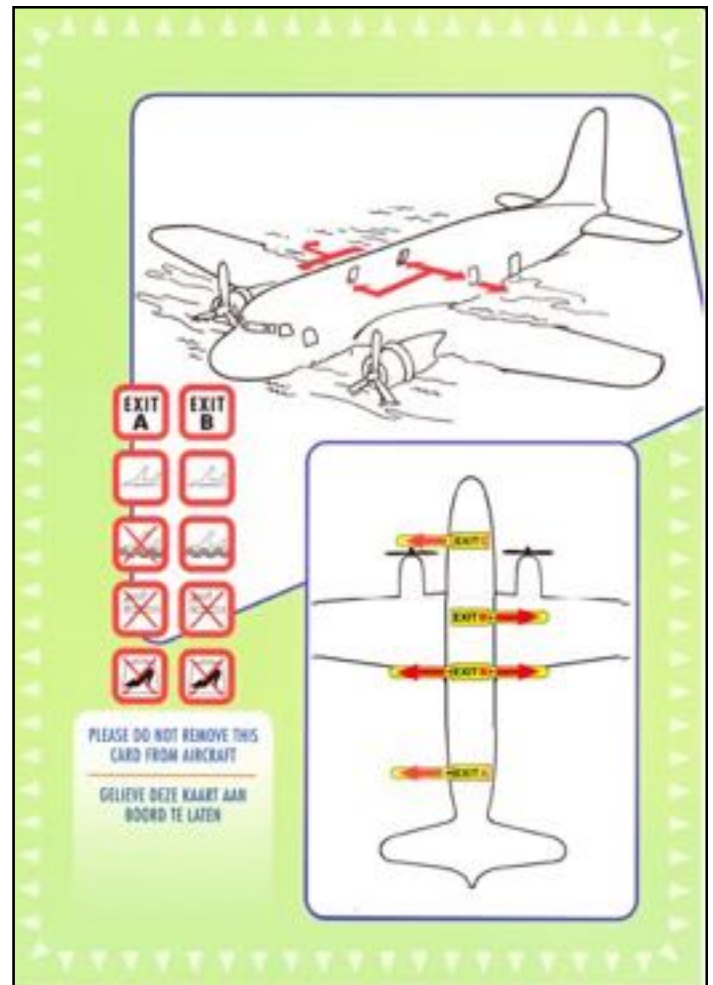 EXIT
A
EXIT
B
EXIT
EXIT
EXIT
EXIT
PLEASE DO NOT REMOVE THIS
CARD FROM AIRCRAFT
GELIEVE DEZE KAART AAN
BOORD TE LATEN